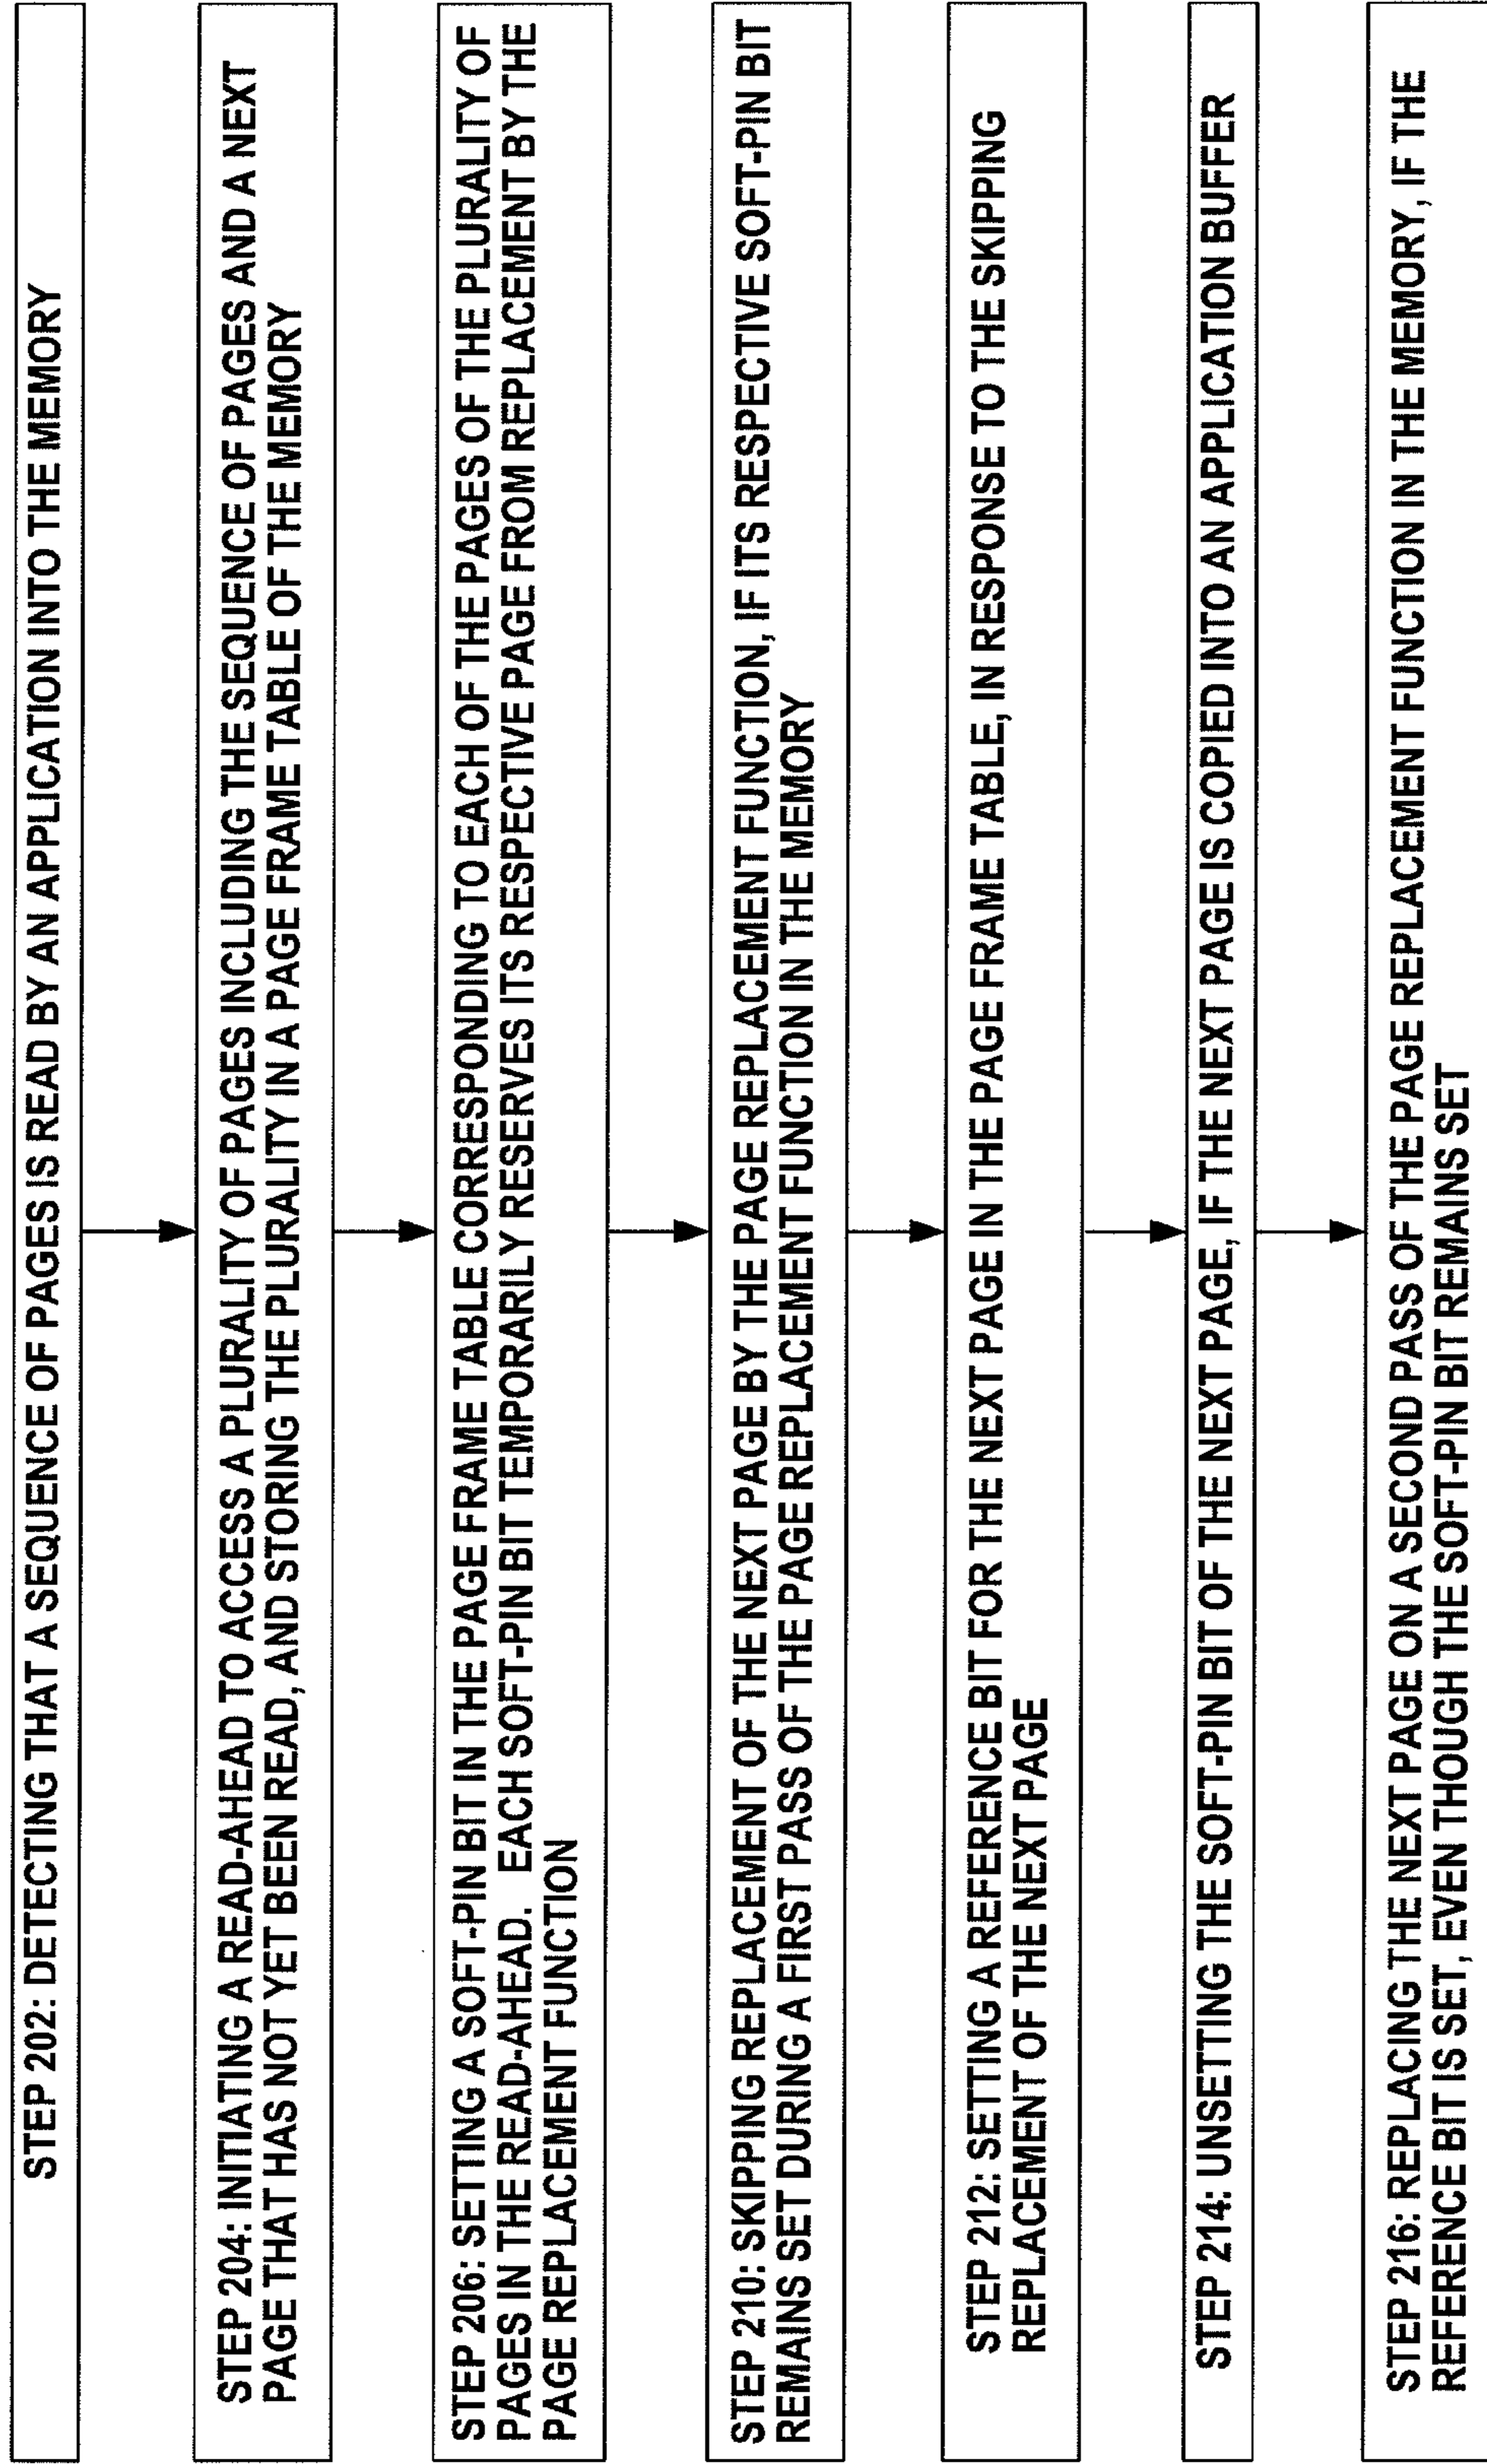 STEP 202: DETECTING THAT A SEQUENCE OF PAGES IS READ BY AN APPLICATION INTO THE MEMORY
STEP 204: INITIATING A READ-AHEAD TO ACCESS A PLURALITY OF PAGES INCLUDING THE SEQUENCE OF PAGES AND A NEXT
PAGE THAT HAS NOT YET BEEN READ, AND STORING THE PLURALITY IN A PAGE FRAME TABLE OF THE MEMORY
STEP 206: SETTING A SOFT-PIN BIT IN THE PAGE FRAME TABLE CORRESPONDING TO EACH OF THE PAGES OF THE PLURALITY OF
PAGES IN THE READ-AHEAD. EACH SOFT-PIN BIT TEMPORARILY RESERVES ITS RESPECTIVE PAGE FROM REPLACEMENT BY THE
PAGE REPLACEMENT FUNCTION
STEP 210: SKIPPING REPLACEMENT OF THE NEXT PAGE BY THE PAGE REPLACEMENT FUNCTION, IF ITS RESPECTIVE SOFT-PIN BIT
REMAINS SET DURING A FIRST PASS OF THE PAGE REPLACEMENT FUNCTION IN THE MEMORY
STEP 212: SETTING A REFERENCE BIT FOR THE NEXT PAGE IN THE PAGE FRAME TABLE, IN RESPONSE TO THE SKIPPING
REPLACEMENT OF THE NEXT PAGE
STEP 214: UNSETTING THE SOFT-PIN BIT OF THE NEXT PAGE, IF THE NEXT PAGE IS COPIED INTO AN APPLICATION BUFFER
STEP 216: REPLACING THE NEXT PAGE ON A SECOND PASS OF THE PAGE REPLACEMENT FUNCTION IN THE MEMORY, IF THE
REFERENCE BIT IS SET, EVEN THOUGH THE SOFT-PIN BIT REMAINS SET